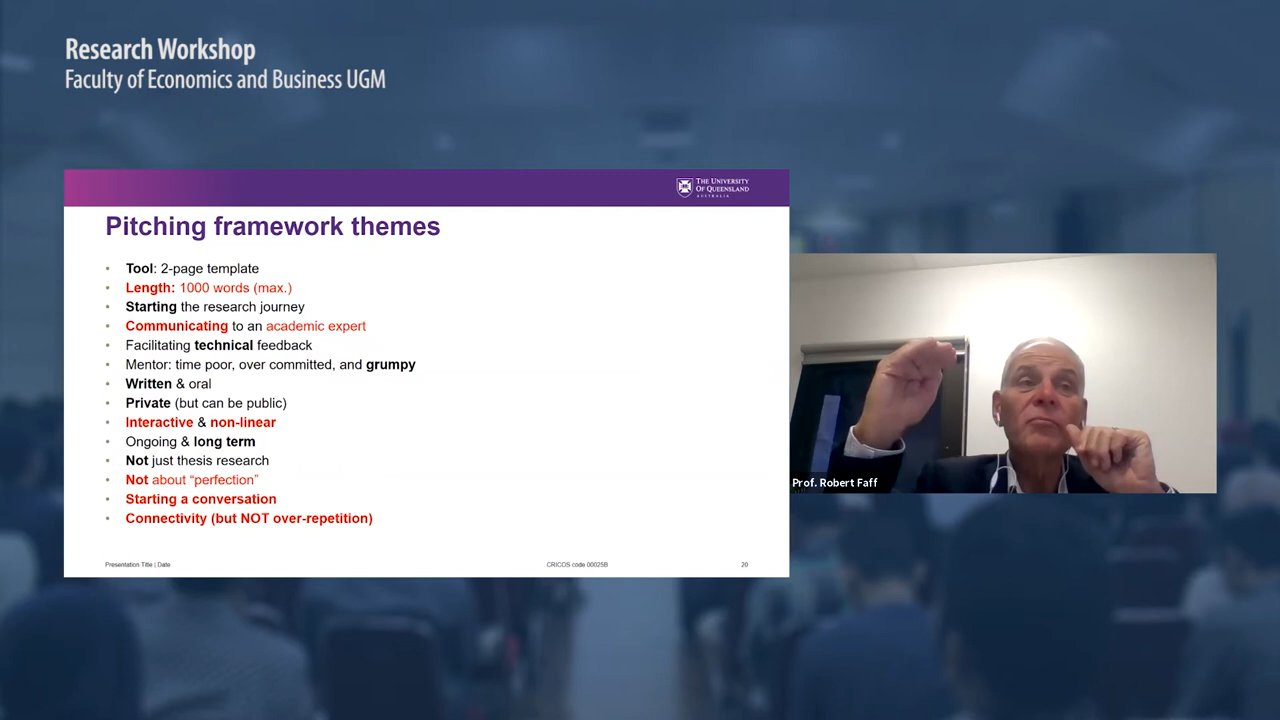 Research Workshop
Faculty of Economics and Business UGM
THE UNIVERSITY
OF QUEENSLAND
AUSTRALIA
Pitching framework themes
• Tool: 2-page template
• Length: 1000 words (max.)
• Starting the research journey
• Communicating to an academic expert
• Facilitating technical feedback
• Mentor: time poor, over committed, and grumpy
• Written & oral
• Private (but can be public)
• Interactive & non-linear
• Ongoing & long term
• Not just thesis research
• Not about “perfection”
• Starting a conversation
• Connectivity (but NOT over-repetition)
Presentation Title | Date
CRICOS code 00025B
20
Prof. Robert Faff